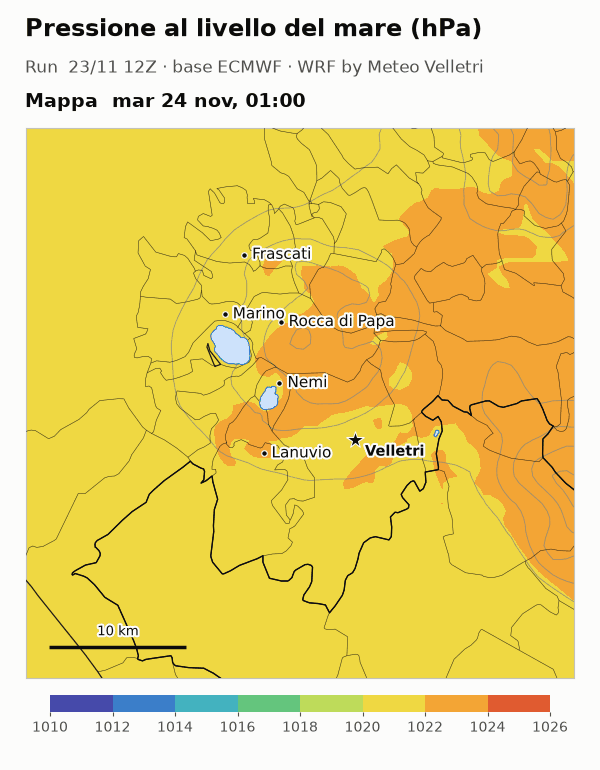 Pressione al livello del mare (hPa)
Run  23/11 12Z · base ECMWF · WRF by Meteo Velletri
Mappa  mar 24 nov, 01:00
Frascati
Marino
Rocca di Papa
Nemi
Velletri
Lanuvio
10 km
1010 1012 1014 1016 1018 1020 1022 1024 1026